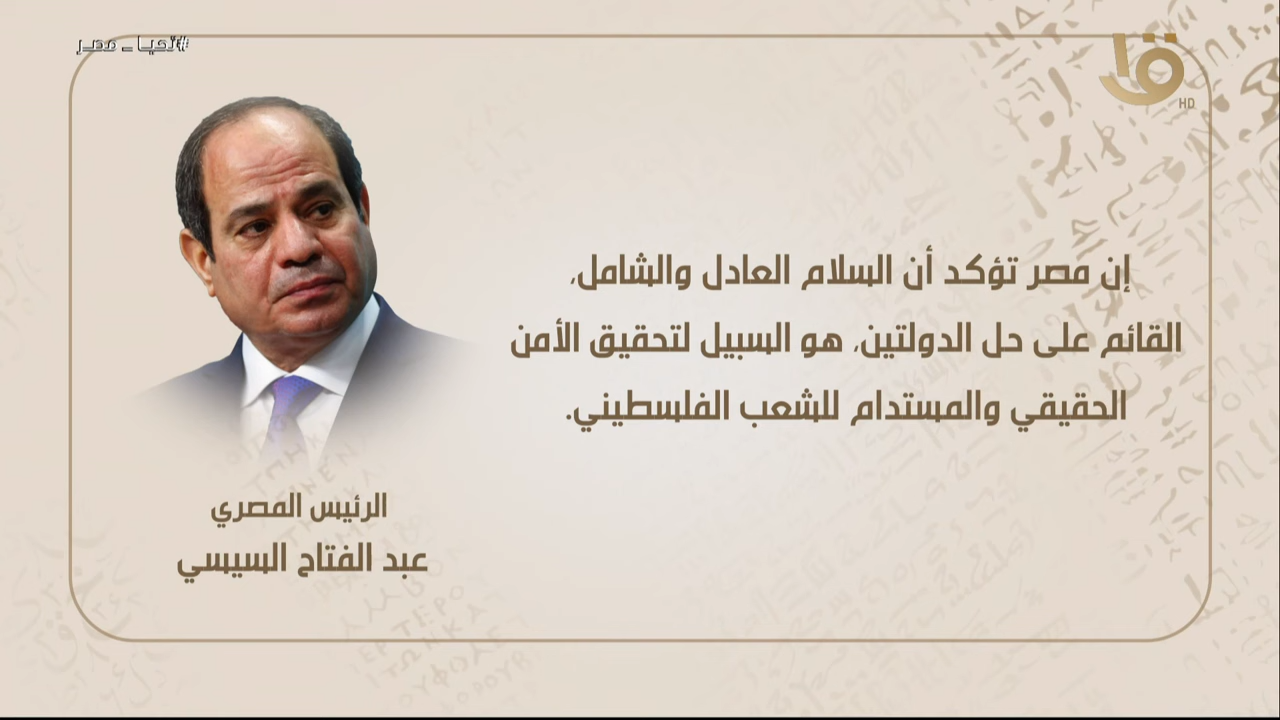 #تحيا_مصر
HD
إن مصر تؤكد أن السلام العادل والشامل،
القائم على حل الدولتين، هو السبيل لتحقيق الأمن
الحقيقي والمستدام للشعب الفلسطيني.
الرئيس المصري
عبد الفتاح السيسي